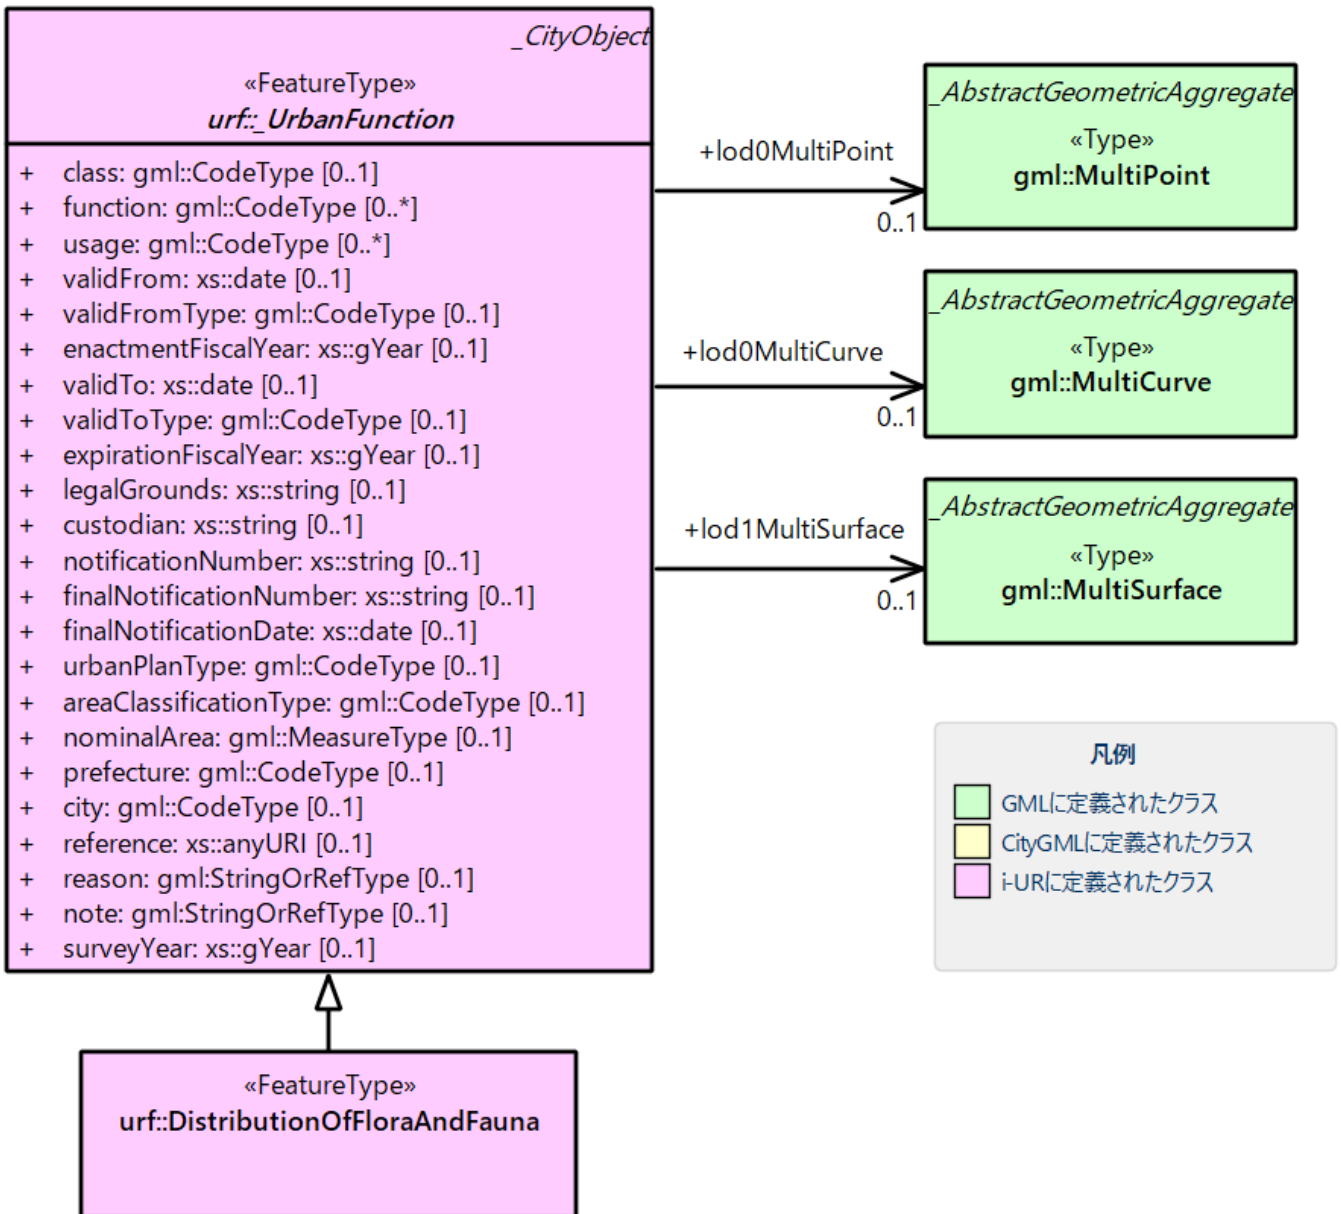 _CityObject
«FeatureType»
urf::_UrbanFunction
+ class: gml::CodeType [0..1]
+ function: gml::CodeType [0..*]
+ usage: gml::CodeType [0..*]
+ validFrom: xs::date [0..1]
+ validFromType: gml::CodeType [0..1]
+ enactmentFiscalYear: xs::gYear [0..1]
+ validTo: xs::date [0..1]
+ validToType: gml::CodeType [0..1]
+ expirationFiscalYear: xs::gYear [0..1]
+ legalGrounds: xs::string [0..1]
+ custodian: xs::string [0..1]
+ notificationNumber: xs::string [0..1]
+ finalNotificationNumber: xs::string [0..1]
+ finalNotificationDate: xs::date [0..1]
+ urbanPlanType: gml::CodeType [0..1]
+ areaClassificationType: gml::CodeType [0..1]
+ nominalArea: gml::MeasureType [0..1]
+ prefecture: gml::CodeType [0..1]
+ city: gml::CodeType [0..1]
+ reference: xs::anyURI [0..1]
+ reason: gml:StringOrRefType [0..1]
+ note: gml:StringOrRefType [0..1]
+ surveyYear: xs::gYear [0..1]
«FeatureType»
urf::DistributionOfFloraAndFauna
+lod0MultiPoint
0..1
_AbstractGeometricAggregate
«Type»
gml::MultiPoint
+lod0MultiCurve
0..1
_AbstractGeometricAggregate
«Type»
gml::MultiCurve
+lod1MultiSurface
0..1
_AbstractGeometricAggregate
«Type»
gml::MultiSurface
凡例
GMLに定義されたクラス
CityGMLに定義されたクラス
i-URに定義されたクラス